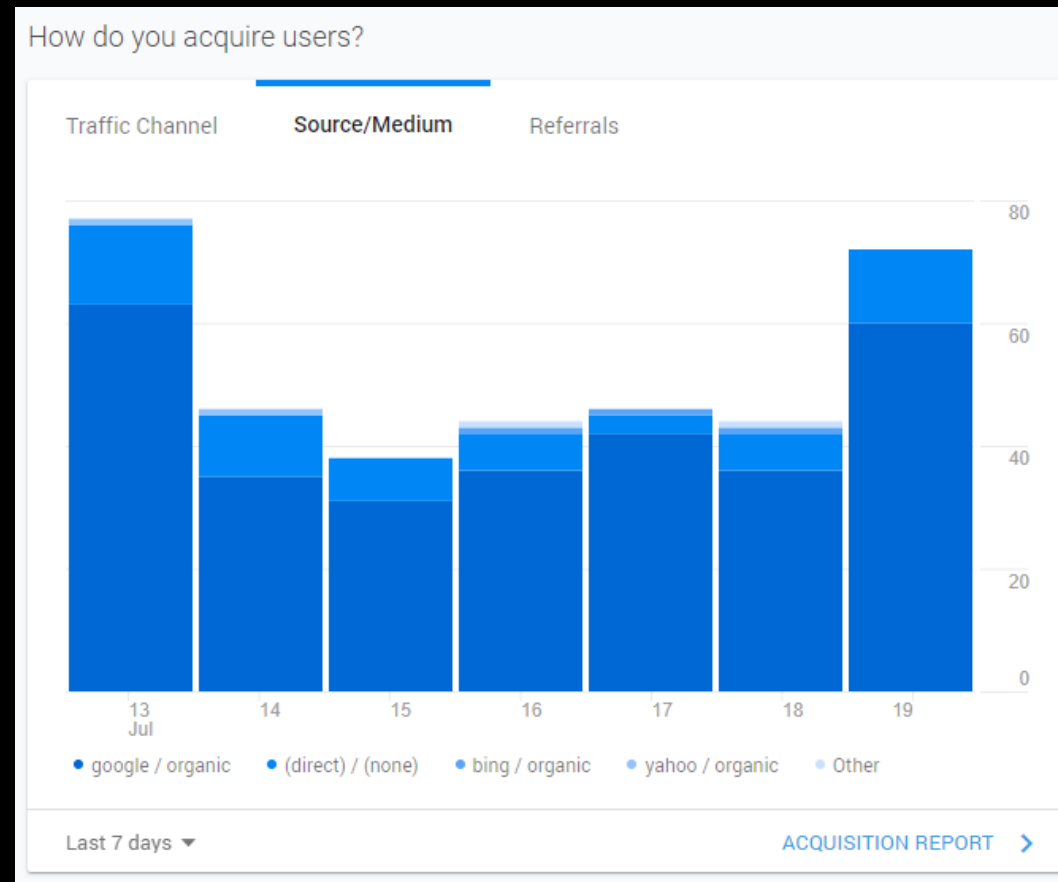 How do you acquire users?
Traffic Channel Source/Medium Referrals
80
60
40
20
0
13 14 15 16 17 18 19
Jul
google / organic (direct) / (none) bing / organic yahoo / organic Other
Last 7 days ACQUISITION REPORT